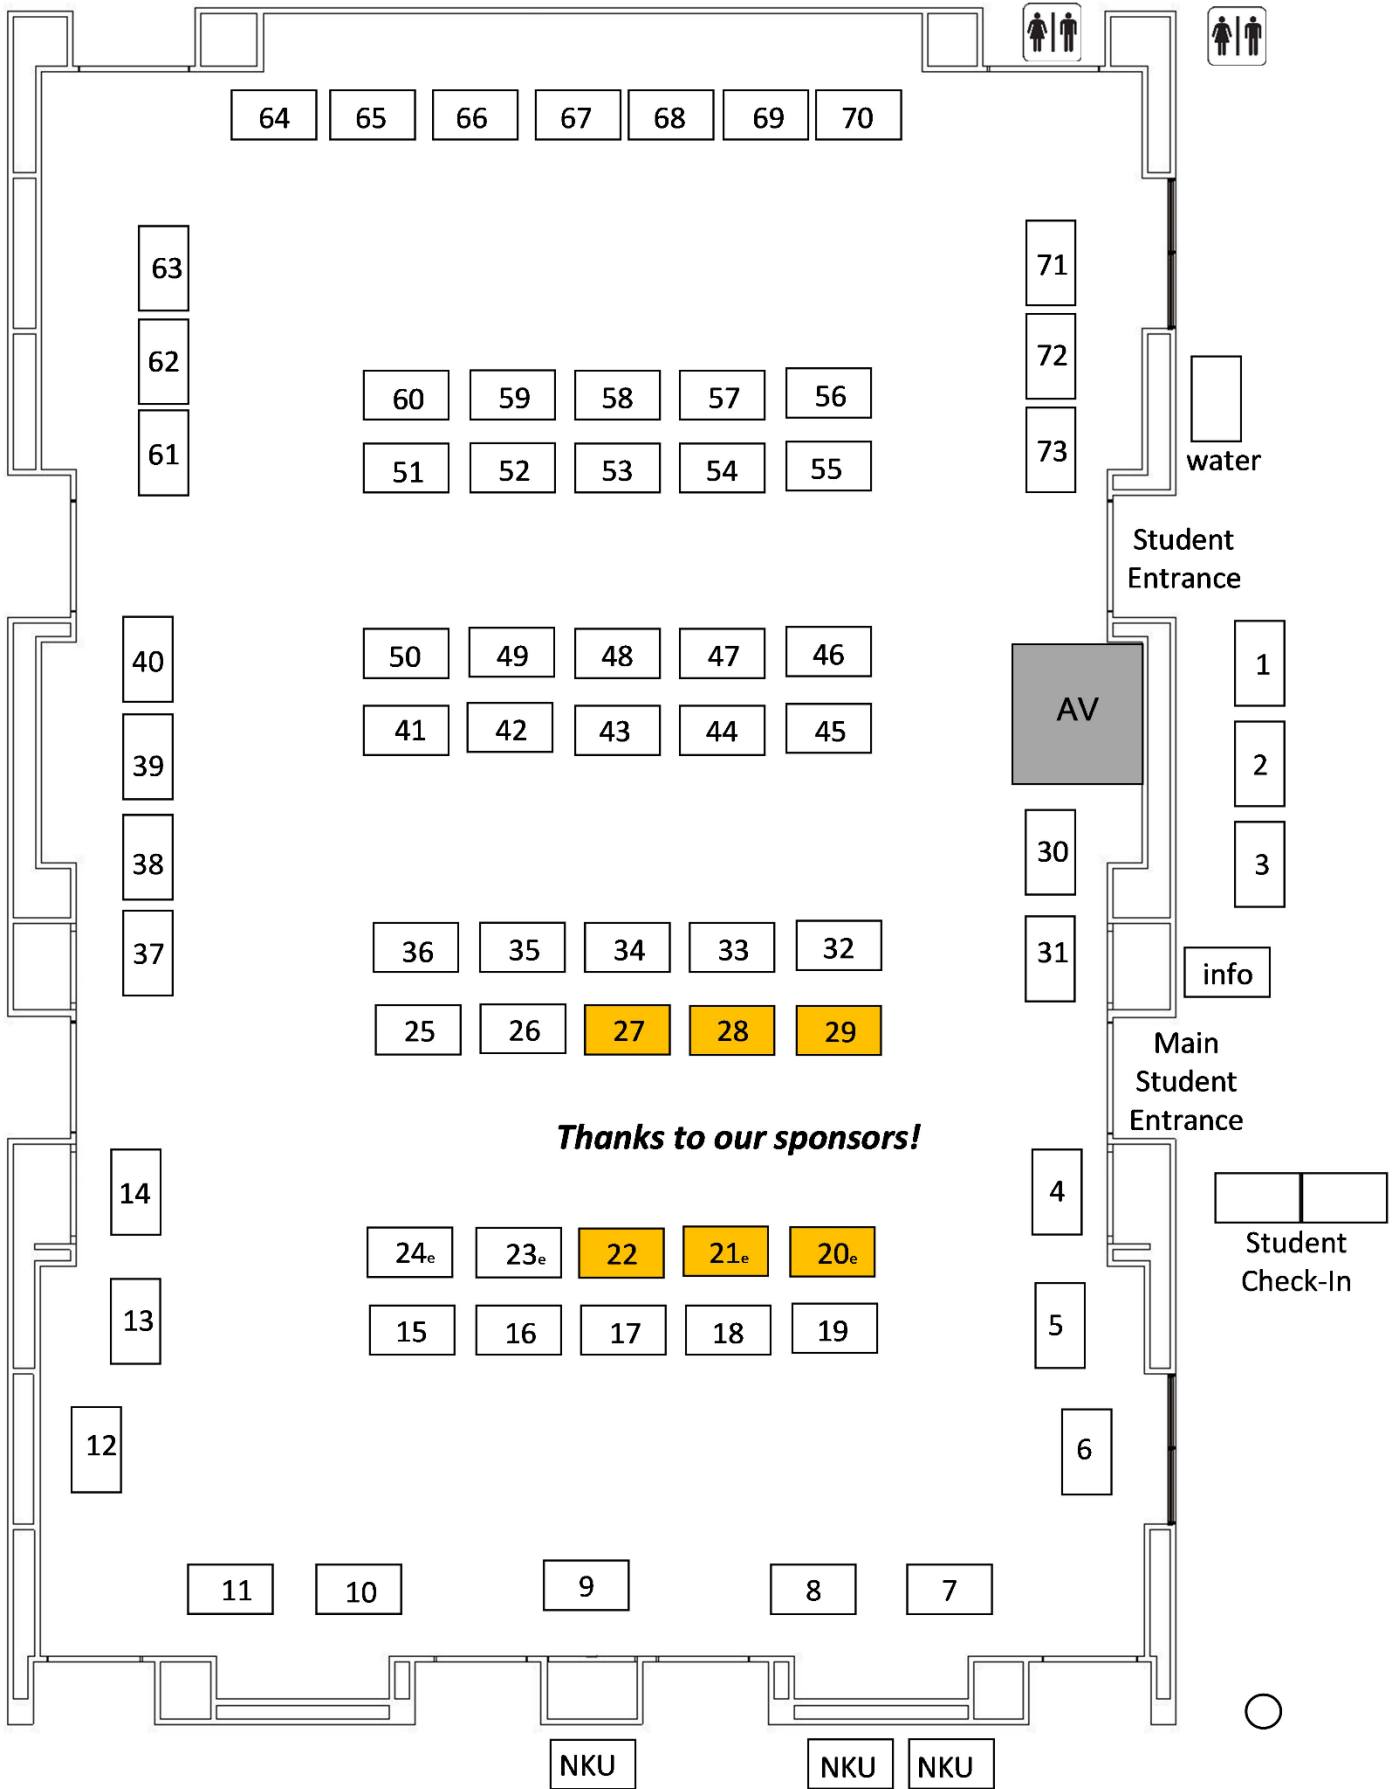 64 65 66 67 68 69 70
63
71
62
72
60 59 58 57 56
61
73
51 52 53 54 55
water
Student
Entrance
40
50 49 48 47 46
1
AV
41 42 43 44 45
39
2
38
30
3
37
36 35 34 33 32
31
info
25 26 27 28 29
Main
Student
Entrance
Thanks to our sponsors!
14
4
24e 23e 22 21e 20e
Student
Check-In
13
15 16 17 18 19
5
12
6
11 10 9 8 7
NKU NKU NKU